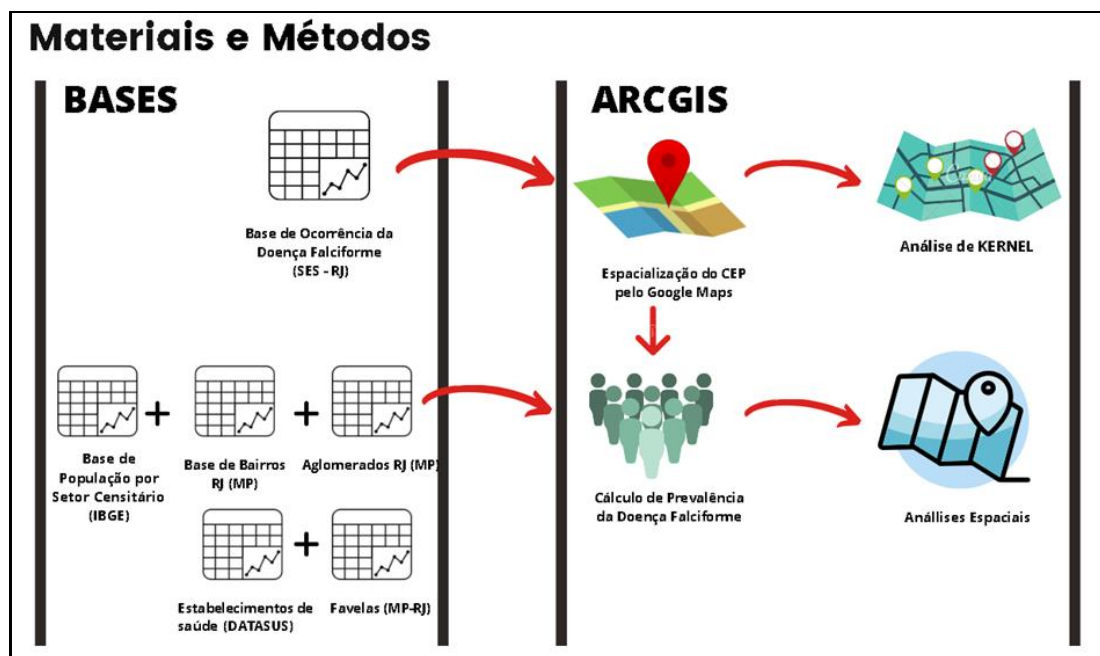 Materiais e Métodos
BASES
Base de Ocorrência da
Doença Falciforme
(SES - RJ)
Base de
População por
Setor Censitário
(IBGE)
Base de Bairros
RJ (MP)
Aglomerados RJ (MP)
Estabelecimentos de
saúde (DATASUS)
Favelas (MP-RJ)
ARCGIS
Espacialização do CEP
pelo Google Maps
Análise de KERNEL
Cálculo de Prevalência
da Doença Falciforme
Anállises Espaciais